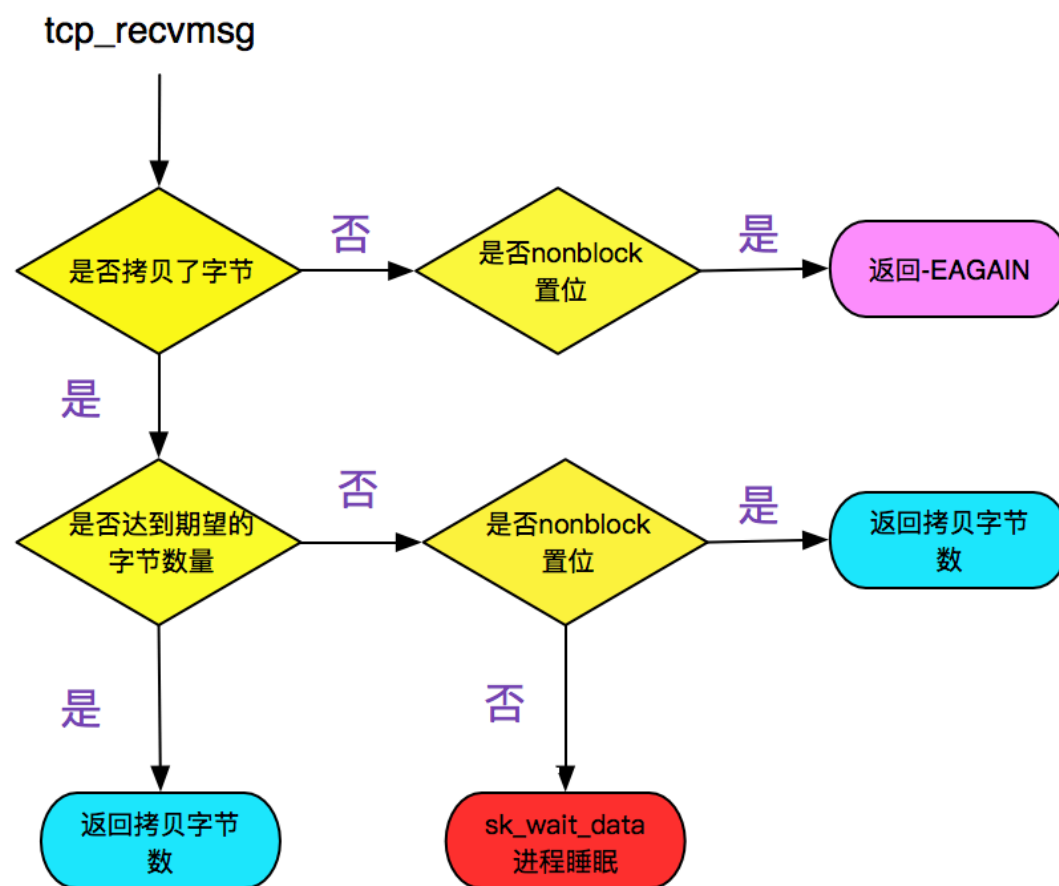 tcp_recvmsg
是否拷贝了字节
否
是否nonblock
置位
是
返回-EAGAIN
是
是否达到期望的
字节数量
否
是否nonblock
置位
是
返回拷贝字节
数
是
否
返回拷贝字节
数
sk_wait_data
进程睡眠